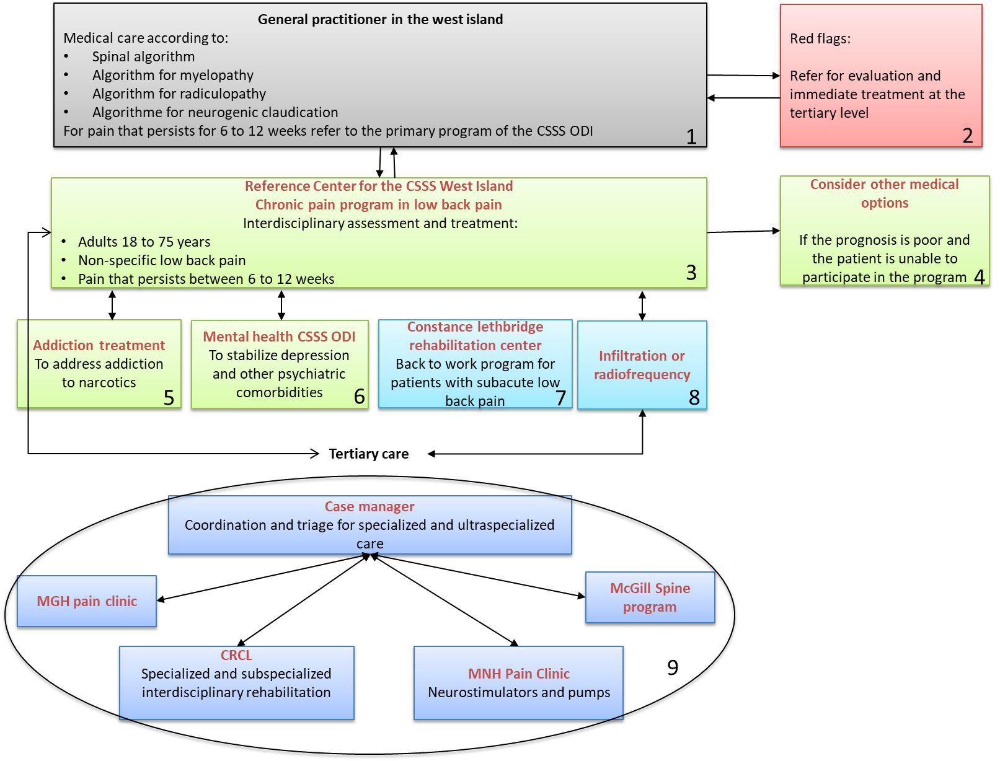 General practitioner in the west island
Medical care according to:
• Spinal algorithm
• Algorithm for myelopathy
• Algorithm for radiculopathy
• Algorithme for neurogenic claudication
For pain that persists for 6 to 12 weeks refer to the primary program of the CSSS ODI
1
Red flags:
Refer for evaluation and
immediate treatment at the
tertiary level
2
Reference Center for the CSSS West Island
Chronic pain program in low back pain
Interdisciplinary assessment and treatment:
• Adults 18 to 75 years
• Non-specific low back pain
• Pain that persists between 6 to 12 weeks
3
Consider other medical
options
If the prognosis is poor and
the patient is unable to
participate in the program
4
Addiction treatment
To address addiction
to narcotics
5
Mental health CSSS ODI
To stabilize depression
and other psychiatric
comorbidities
6
Constance lethbridge
rehabilitation center
Back to work program for
patients with subacute low
back pain
7
Infiltration or
radiofrequency
8
Tertiary care
Case manager
Coordination and triage for specialized and ultraspecialized
care
MGH pain clinic
McGill Spine
program
CRCL
Specialized and subspecialized
interdisciplinary rehabilitation
MNH Pain Clinic
Neurostimulators and pumps
9